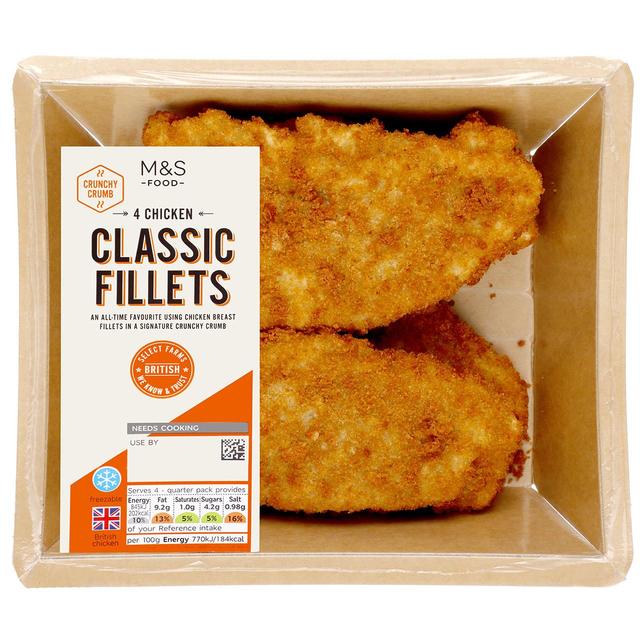 CRUNCHY
CRUMB
M&S
-FOOD-
4 CHICKEN
CLASSIC
FILLETS
AN ALL-TIME FAVOURITE USING CHICKEN BREAST
FILLETS IN A SIGNATURE CRUNCHY CRUMB
SELECT FARMS
BRITISH
WE KNOW & TRUST
NEEDS COOKING
USE BY
freezable
British
chicken
Serves 4 - quarter pack provides
Energy Fat Saturates Sugars Salt
845kJ 9.2g 1.0g 4.2g 0.98g
202kcal
10% 13% 5% 5% 16%
of your Reference intake
per 100g Energy 770kJ/184kcal